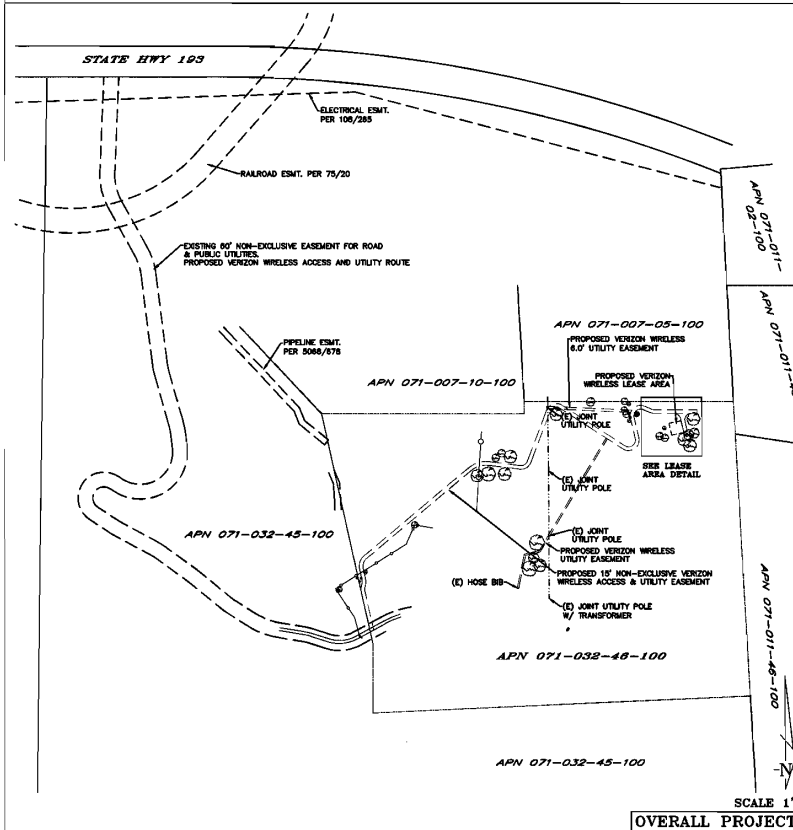 STATE HWY 193
ELECTRICAL ESMT.
PER 106/285
RAILROAD ESMT. PER 75/20
APN 071-011-
02-100
EXISTING 60' NON-EXCLUSIVE EASEMENT FOR ROAD
& PUBLIC UTILITIES.
PROPOSED VERIZON WIRELESS ACCESS AND UTILITY ROUTE
APN 071-011-4
APN 071-007-05-100
PROPOSED VERIZON WIRELESS
6.0' UTILITY EASEMENT
PIPELINE ESMT.
PER 5068/678
APN 071-007-10-100
PROPOSED VERIZON
WIRELESS LEASE AREA
(E) JOINT
UTILITY POLE
SEE LEASE
AREA DETAIL
(E) JOINT
UTILITY POLE
APN 071-032-45-100
(E) JOINT
UTILITY POLE
PROPOSED VERIZON WIRELESS
UTILITY EASEMENT
PROPOSED 15' NON-EXCLUSIVE VERIZON
WIRELESS ACCESS & UTILITY EASEMENT
(E) HOSE BIB
(E) JOINT UTILITY POLE
W/ TRANSFORMER
APN 071-011-46-100
APN 071-032-46-100
APN 071-032-45-100
-N
SCALE 1"
OVERALL PROJECT